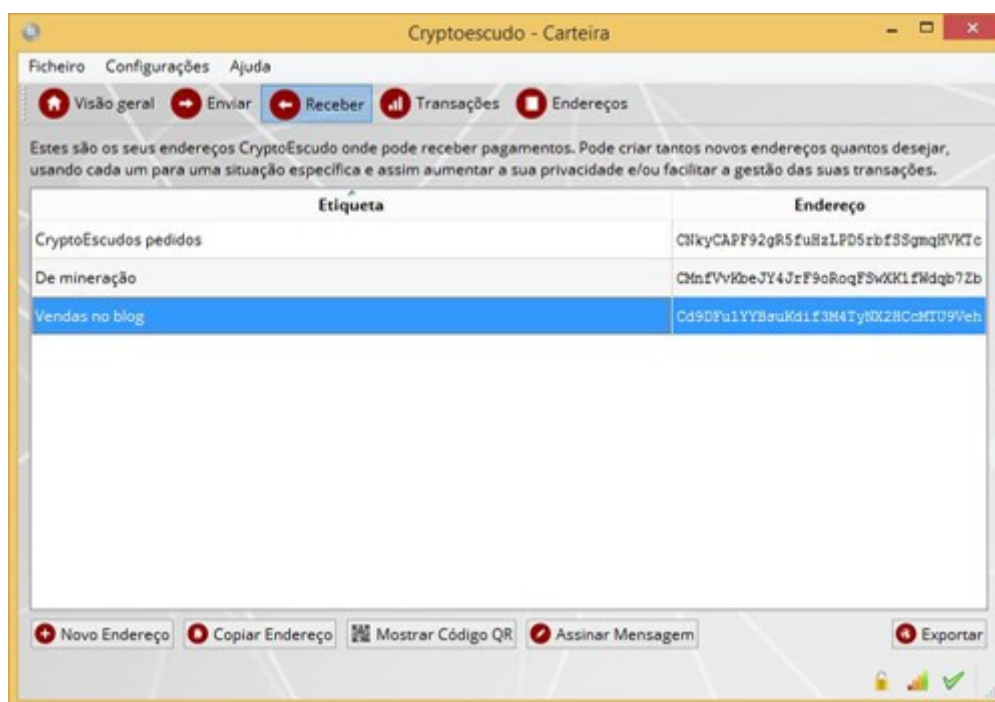 Cryptoescudo - Carteira
Ficheiro Configurações Ajuda
Visão geral Enviar Receber Transações Endereços
Estes são os seus endereços CryptoEscudo onde pode receber pagamentos. Pode criar tantos novos endereços quantos desejar,
usando cada um para uma situação específica e assim aumentar a sua privacidade e/ou facilitar a gestão das suas transações.
Etiqueta Endereço
CryptoEscudos pedidos CNkyCAPF92gR5fuHzLPD5rbfSSgmqHVKTc
De mineração CMnfVvKbeJY4JrF9oRoqFSwXK1fWdqb7Zb
Vendas no blog Cd9DFu1YYBauKdif3M4TyNX2HCcMTU9Veh
Novo Endereço Copiar Endereço Mostrar Código QR Assinar Mensagem Exportar